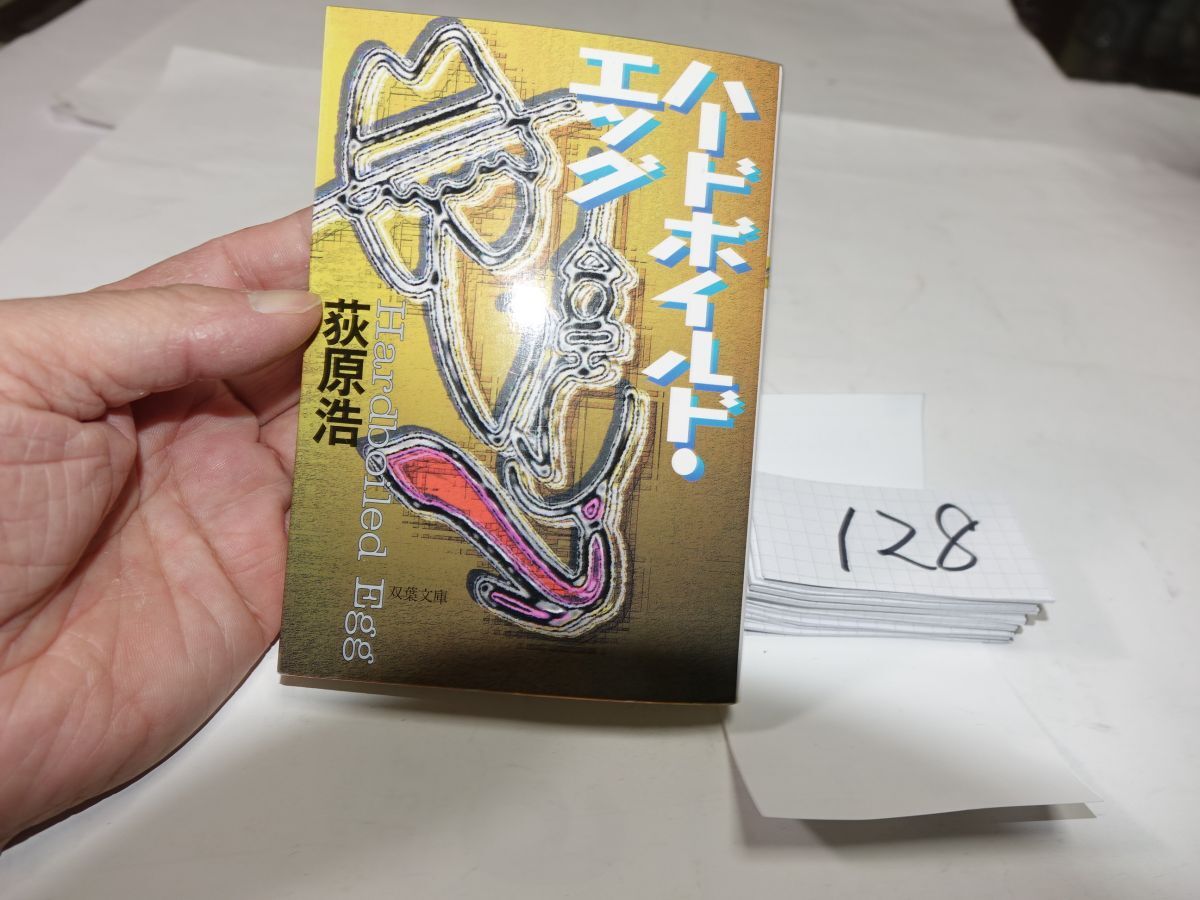 ハードボイルド・
エッグ
荻原浩
Hardboiled Egg
双葉文庫
128